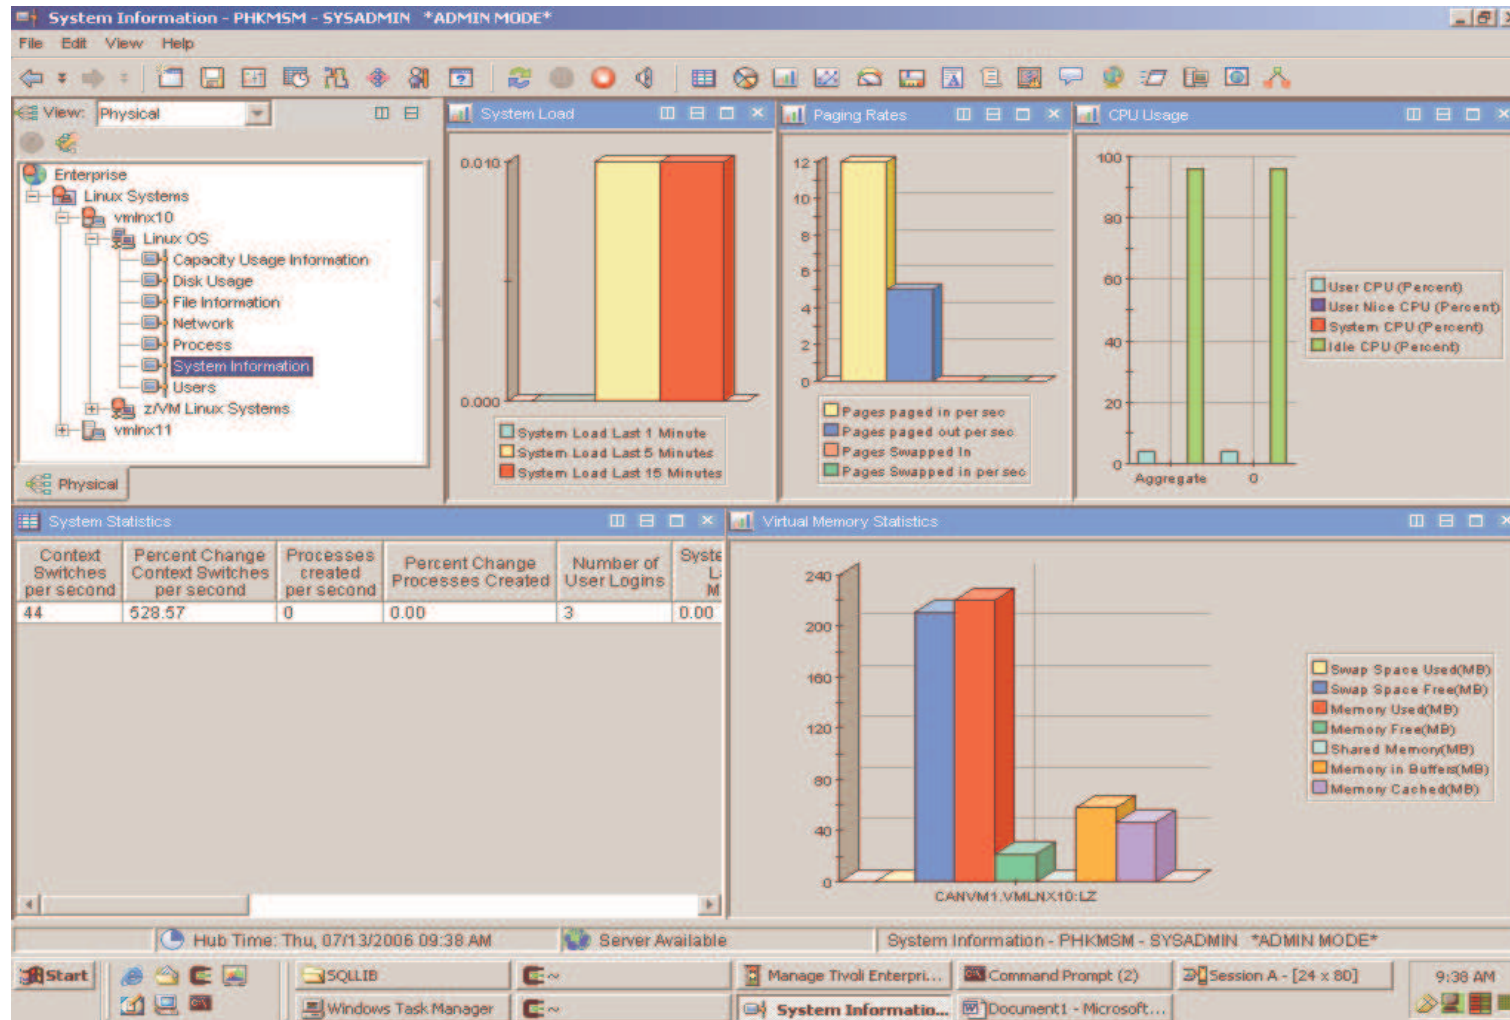 System Information - PHKMSM - SYSADMIN *ADMIN MODE*
File Edit View Help
View: Physical
Enterprise
Linux Systems
vmlnx10
Linux OS
Capacity Usage Information
Disk Usage
File Information
Network
Process
System Information
Users
z/VM Linux Systems
vmlnx11
Physical
System Load
0.010
0.000
System Load Last 1 Minute
System Load Last 5 Minutes
System Load Last 15 Minutes
Paging Rates
12
10
8
6
4
2
0
Pages paged in per sec
Pages paged out per sec
Pages Swapped In
Pages Swapped in per sec
CPU Usage
100
80
60
40
20
0
Aggregate 0
User CPU (Percent)
User Nice CPU (Percent)
System CPU (Percent)
Idle CPU (Percent)
System Statistics
Context Switches per second
Percent Change Context Switches per second
Processes created per second
Percent Change Processes Created
Number of User Logins
Syste
L
M
44 528.57 0 0.00 3 0.00
Virtual Memory Statistics
240
200
160
120
80
40
0
CANVM1.VMLNX10:LZ
Swap Space Used(MB)
Swap Space Free(MB)
Memory Used(MB)
Memory Free(MB)
Shared Memory(MB)
Memory in Buffers(MB)
Memory Cached(MB)
Hub Time: Thu, 07/13/2006 09:38 AM
Server Available
System Information - PHKMSM - SYSADMIN *ADMIN MODE*
Start
SQLLIB
~
Manage Tivoli Enterpri...
Command Prompt (2)
Session A - [24 x 80]
9:38 AM
Windows Task Manager
~
System Informatio...
Document1 - Microsoft...